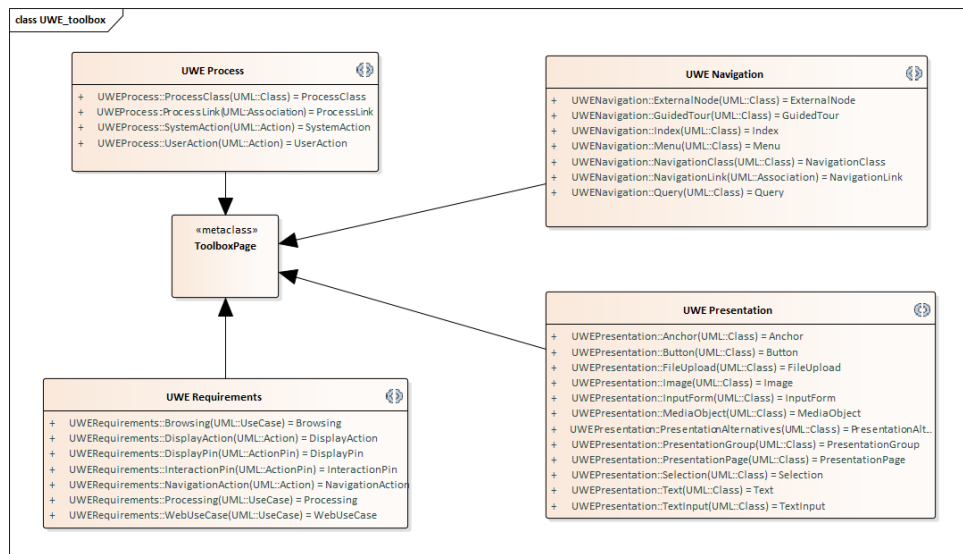 class UWE_toolbox
UWE Process
+ UWEProcess::ProcessClass(UML::Class) = ProcessClass
+ UWEProcess::ProcessLink(UML::Association) = ProcessLink
+ UWEProcess::SystemAction(UML::Action) = SystemAction
+ UWEProcess::UserAction(UML::Action) = UserAction
UWE Navigation
+ UWENavigation::ExternalNode(UML::Class) = ExternalNode
+ UWENavigation::GuidedTour(UML::Class) = GuidedTour
+ UWENavigation::Index(UML::Class) = Index
+ UWENavigation::Menu(UML::Class) = Menu
+ UWENavigation::NavigationClass(UML::Class) = NavigationClass
+ UWENavigation::NavigationLink(UML::Association) = NavigationLink
+ UWENavigation::Query(UML::Class) = Query
«metaclass»
ToolboxPage
UWE Requirements
+ UWERequirements::Browsing(UML::UseCase) = Browsing
+ UWERequirements::DisplayAction(UML::Action) = DisplayAction
+ UWERequirements::DisplayPin(UML::ActionPin) = DisplayPin
+ UWERequirements::InteractionPin(UML::ActionPin) = InteractionPin
+ UWERequirements::NavigationAction(UML::Action) = NavigationAction
+ UWERequirements::Processing(UML::UseCase) = Processing
+ UWERequirements::WebUseCase(UML::UseCase) = WebUseCase
UWE Presentation
+ UWEPresentation::Anchor(UML::Class) = Anchor
+ UWEPresentation::Button(UML::Class) = Button
+ UWEPresentation::FileUpload(UML::Class) = FileUpload
+ UWEPresentation::Image(UML::Class) = Image
+ UWEPresentation::InputForm(UML::Class) = InputForm
+ UWEPresentation::MediaObject(UML::Class) = MediaObject
+ UWEPresentation::PresentationAlternatives(UML::Class) = PresentationAlt...
+ UWEPresentation::PresentationGroup(UML::Class) = PresentationGroup
+ UWEPresentation::PresentationPage(UML::Class) = PresentationPage
+ UWEPresentation::Selection(UML::Class) = Selection
+ UWEPresentation::Text(UML::Class) = Text
+ UWEPresentation::TextInput(UML::Class) = TextInput